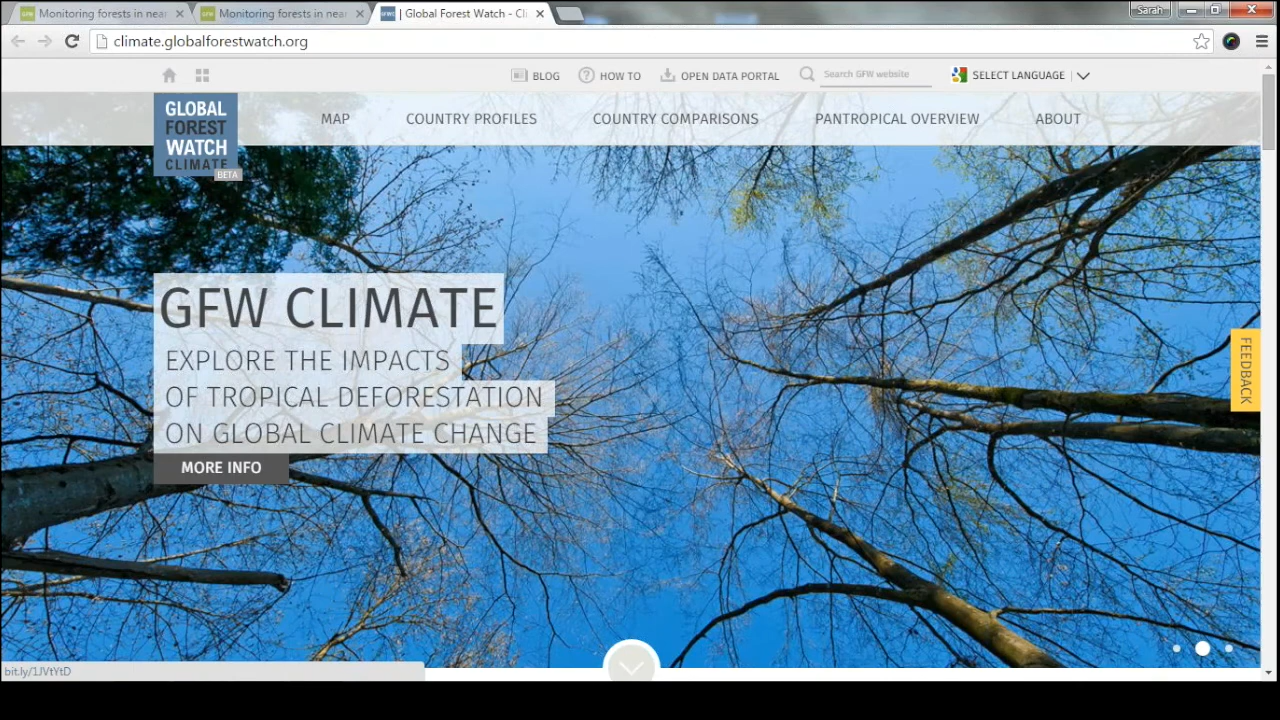 Monitoring forests in near
Monitoring forests in near
| Global Forest Watch - Cli
Sarah
climate.globalforestwatch.org
BLOG
HOW TO
OPEN DATA PORTAL
Search GFW website
SELECT LANGUAGE
GLOBAL
FOREST
WATCH
CLIMATE
BETA
MAP
COUNTRY PROFILES
COUNTRY COMPARISONS
PANTROPICAL OVERVIEW
ABOUT
GFW CLIMATE
EXPLORE THE IMPACTS
OF TROPICAL DEFORESTATION
ON GLOBAL CLIMATE CHANGE
MORE INFO
FEEDBACK
bit.ly/1JVtYtD